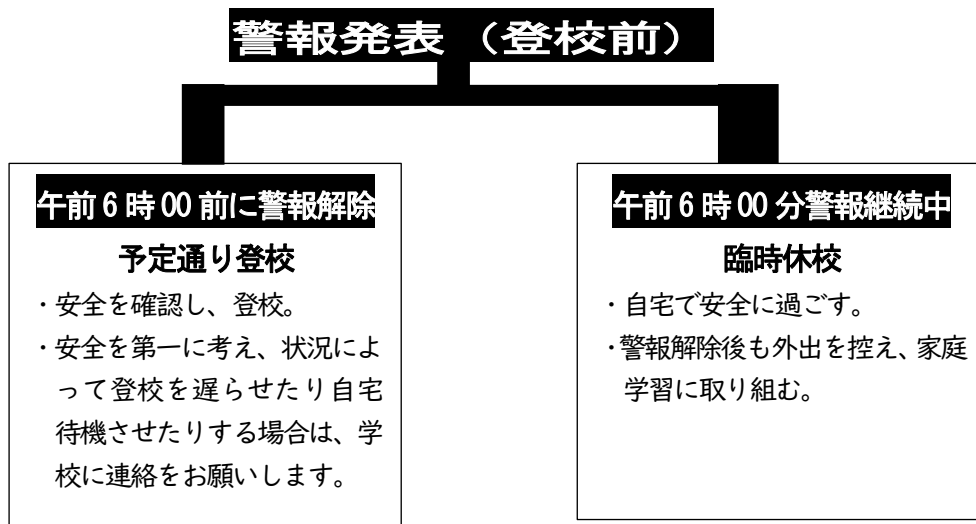 警報発表（登校前）
午前6時00前に警報解除
予定通り登校
・安全を確認し、登校。
・安全を第一に考え、状況によ
って登校を遅らせたり自宅
待機させたりする場合は、学
校に連絡をお願いします。
午前6時00分警報継続中
臨時休校
・自宅で安全に過ごす。
・警報解除後も外出を控え、家庭
学習に取り組む。